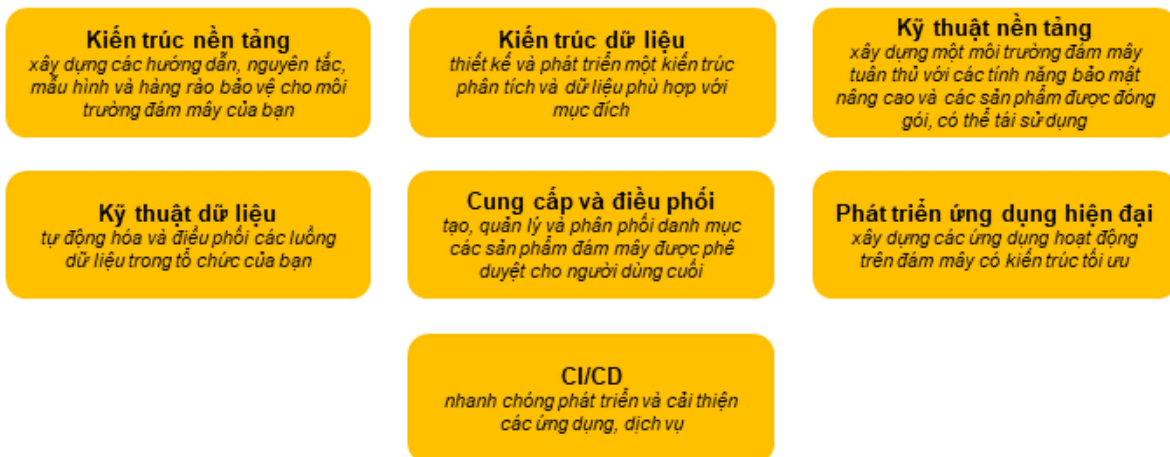 Kiến trúc nền tảng
xây dựng các hướng dẫn, nguyên tắc,
mẫu hình và hàng rào bảo vệ cho môi
trường đám mây của bạn
Kiến trúc dữ liệu
thiết kế và phát triển một kiến trúc
phân tích và dữ liệu phù hợp với
mục đích
Kỹ thuật nền tảng
xây dựng một môi trường đám mây
tuân thủ với các tính năng bảo mật
nâng cao và các sản phẩm được đóng
gói, có thể tái sử dụng
Kỹ thuật dữ liệu
tự động hóa và điều phối các luồng
dữ liệu trong tổ chức của bạn
Cung cấp và điều phối
tạo, quản lý và phân phối danh mục
các sản phẩm đám mây được phê
duyệt cho người dùng cuối
Phát triển ứng dụng hiện đại
xây dựng các ứng dụng hoạt động
trên đám mây có kiến trúc tối ưu
CI/CD
nhanh chóng phát triển và cải thiện
các ứng dụng, dịch vụ